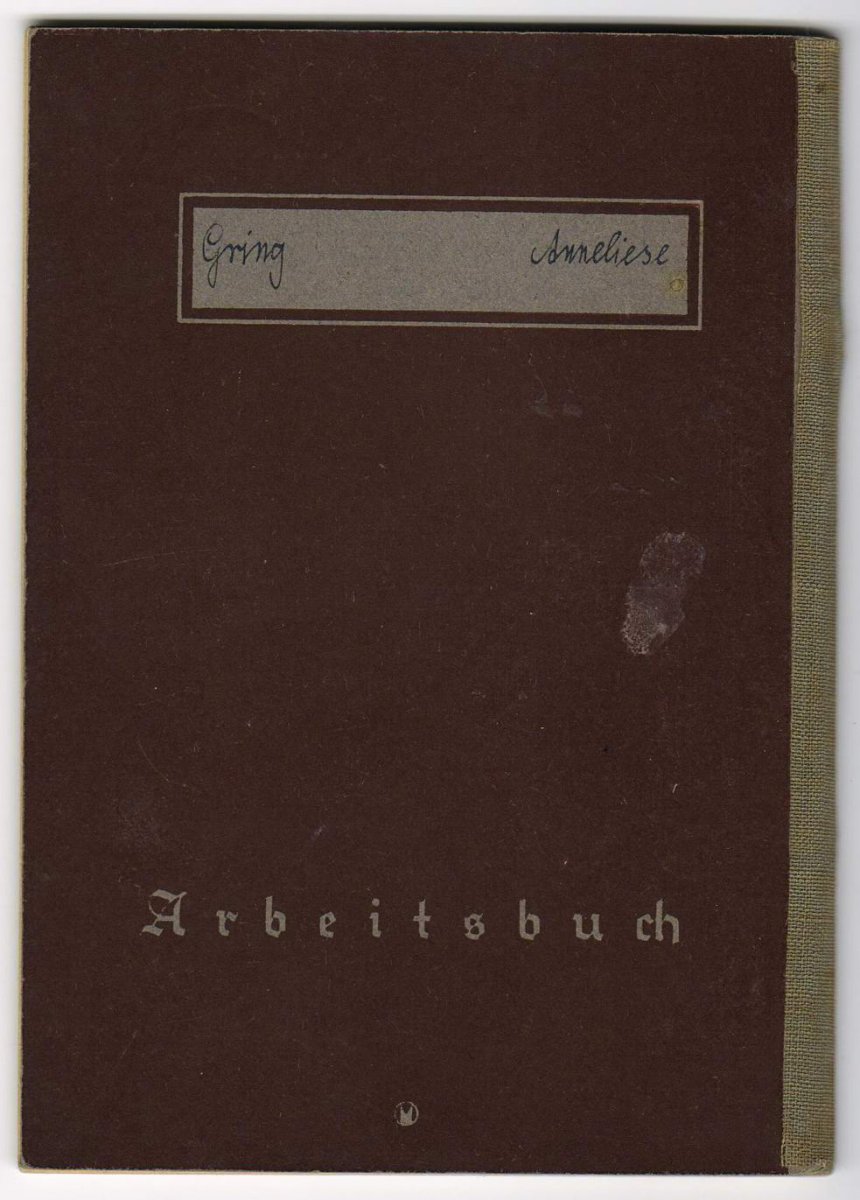 Gring Anneliese
Arbeitsbuch